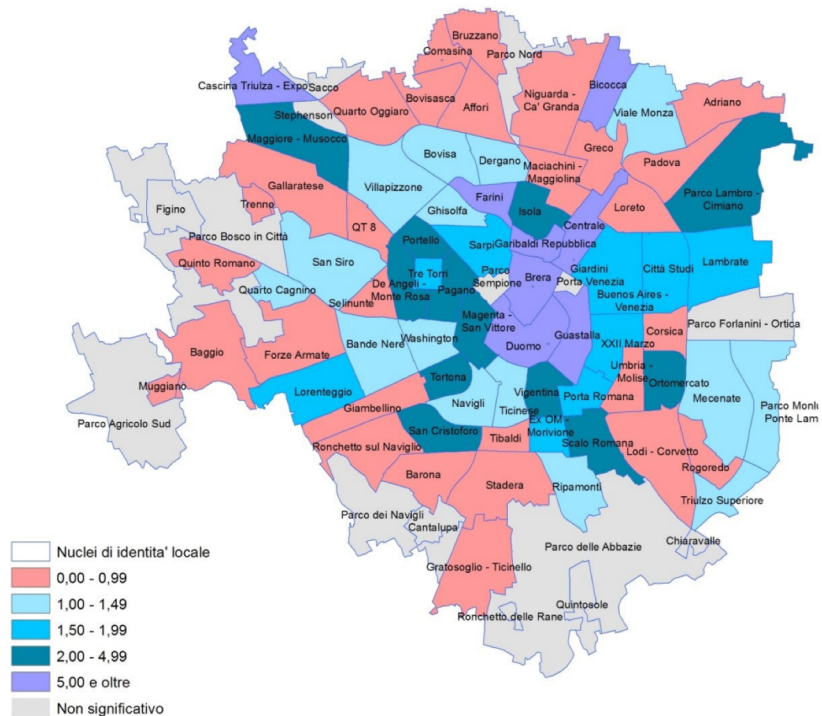 Bruzzano
Comasina
Parco Nord
Cascina Triulza - Expo
Sacco
Bovisasca
Bicocca
Quarto Oggiaro
Affori
Niguarda -
Ca' Granda
Viale Monza
Adriano
Stephenson
Maggiore - Musocco
Bovisa
Dergano
Greco
Maciachini -
Maggiolina
Padova
Gallaratese
Villapizzone
Farini
Parco Lambro -
Cimiano
Figino
Trenno
Ghisolfa
Isola
Loreto
QT 8
Centrale
Parco Bosco in Città
Portello
Sarpi
Garibaldi Repubblica
Quinto Romano
San Siro
Tre Torri
Parco
Sempione
Giardini
Porta
Venezia
Città Studi
Lambrate
Quarto Cagnino
De Angeli -
Monte Rosa
Pagano
Brera
Selinunte
Buenos Aires -
Venezia
Magenta -
San Vittore
Parco Forlanini - Ortica
Baggio
Forze Armate
Bande Nere
Washington
Duomo
Guastalla
XXII Marzo
Corsica
Umbria -
Molise
Muggiano
Lorenteggio
Tortona
Vigentina
Porta Romana
Ortomercato
Mecenate
Giambellino
Navigli
Ticinese
Parco Agricolo Sud
San Cristoforo
Ex OM -
Morivione
Ronchetto sul Naviglio
Tibaldi
Scalo Romana
Lodi - Corvetto
Rogoredo
Barona
Stadera
Ripamonti
Triulzo Superiore
Parco dei Navigli
Cantalupa
Chiaravalle
Parco delle Abbazie
Gratosoglio - Ticinello
Quintosole
Ronchetto delle Rane
Nuclei di identita' locale
0,00 - 0,99
1,00 - 1,49
1,50 - 1,99
2,00 - 4,99
5,00 e oltre
Non significativo